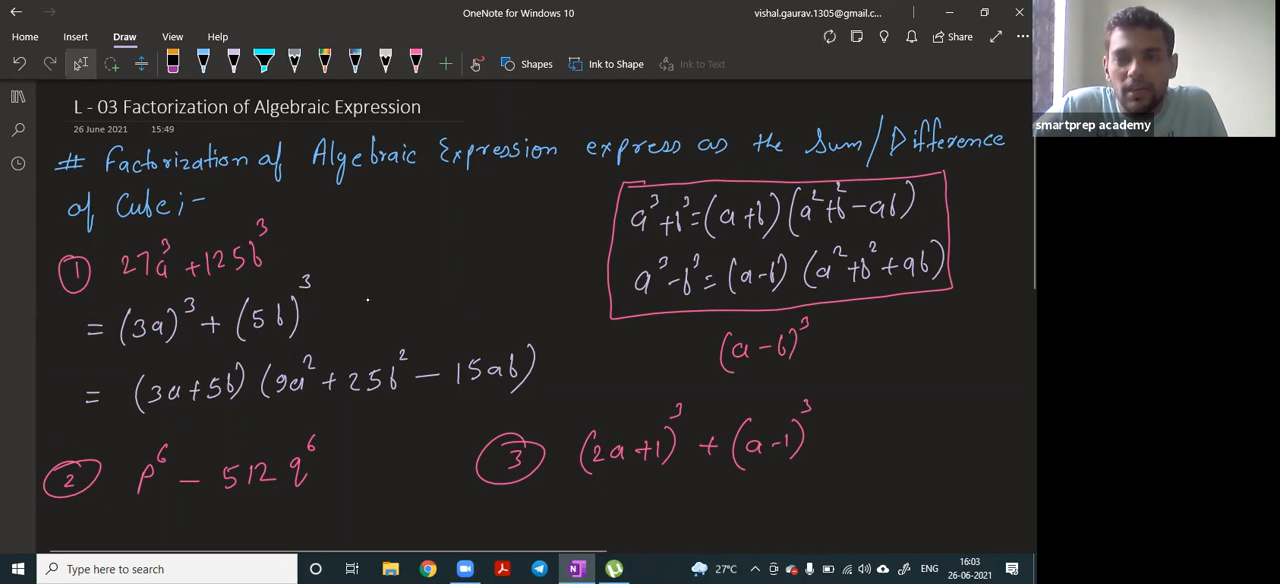 OneNote for Windows 10
vishal.gaurav.1305@gmail.c...
Home Insert Draw View Help
Share
Shapes Ink to Shape Ink to Text
L - 03 Factorization of Algebraic Expression
26 June 2021 15:49
smartprep academy
# Factorization of Algebraic Expression express as the Sum/Difference
of Cube;-
a³+b³=(a+b)(a²+b²-ab)
a³-b³=(a-b)(a²+b²+ab)
(a-b)³
① 27a³+125b³
= (3a)³+(5b)³
= (3a+5b)(9a²+25b²-15ab)
② p⁶-512q⁶
③ (2a+1)³+(a-1)³
Type here to search
27°C
ENG
16:03
26-06-2021